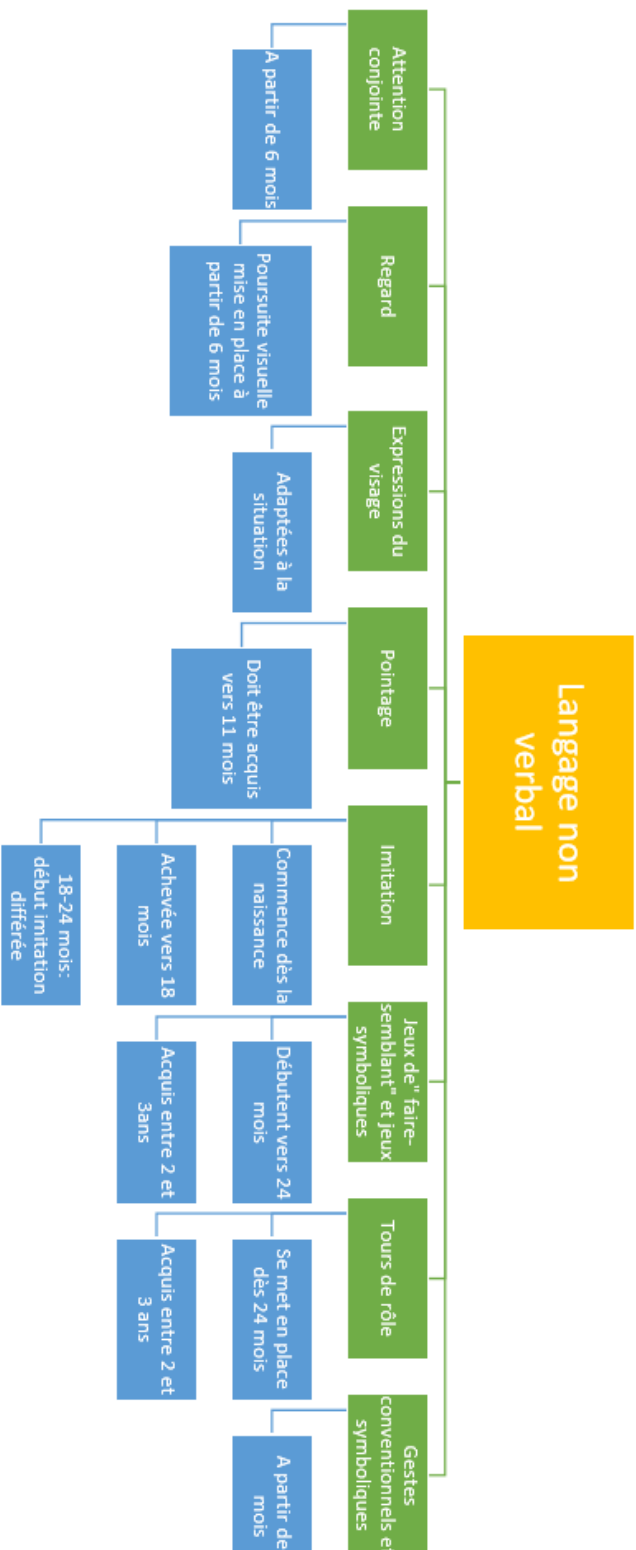 Langage non
verbal
Attention
conjointe
A partir de 6 mois
Regard
Poursuite visuelle
mise en place à
partir de 6 mois
Expressions du
visage
Adaptées à la
situation
Pointage
Doit être acquis
vers 11 mois
Imitation
Commence dès la
naissance
Achevée vers 18
mois
18-24 mois:
début imitation
différée
Jeux de" faire-
semblant" et jeux
symboliques
Débutent vers 24
mois
Acquis entre 2 et
3ans
Tours de rôle
Se met en place
dès 24 mois
Acquis entre 2 et
3 ans
Gestes
conventionnels et
symboliques
A partir de
mois